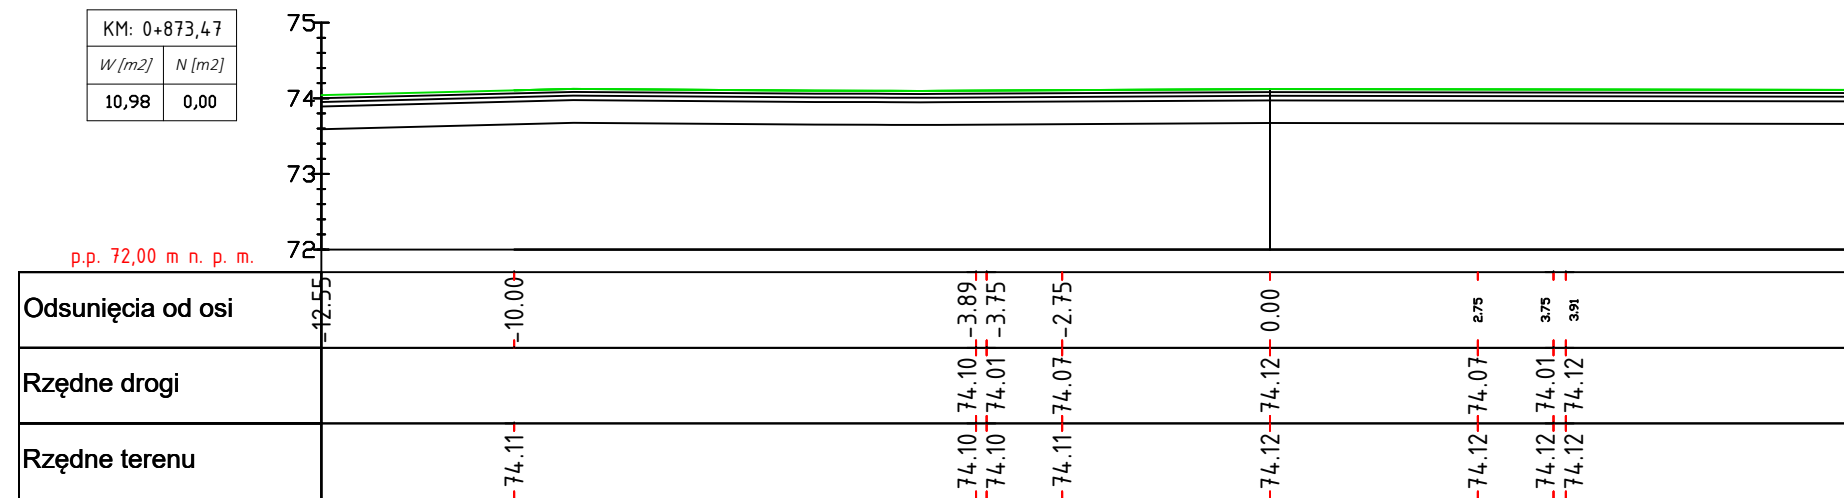 KM: 0+873,47
W [m2] N [m2]
10,98 0,00
75
74
73
72
p.p. 72,00 m n. p. m.
Odsunięcia od osi -12.55 -10.00 -3.89 -3.75 -2.75 0.00 2.75 3.75 3.91
Rzędne drogi 74.10 74.01 74.07 74.12 74.07 74.01 74.12
Rzędne terenu 74.11 74.10 74.10 74.11 74.12 74.12 74.12 74.12